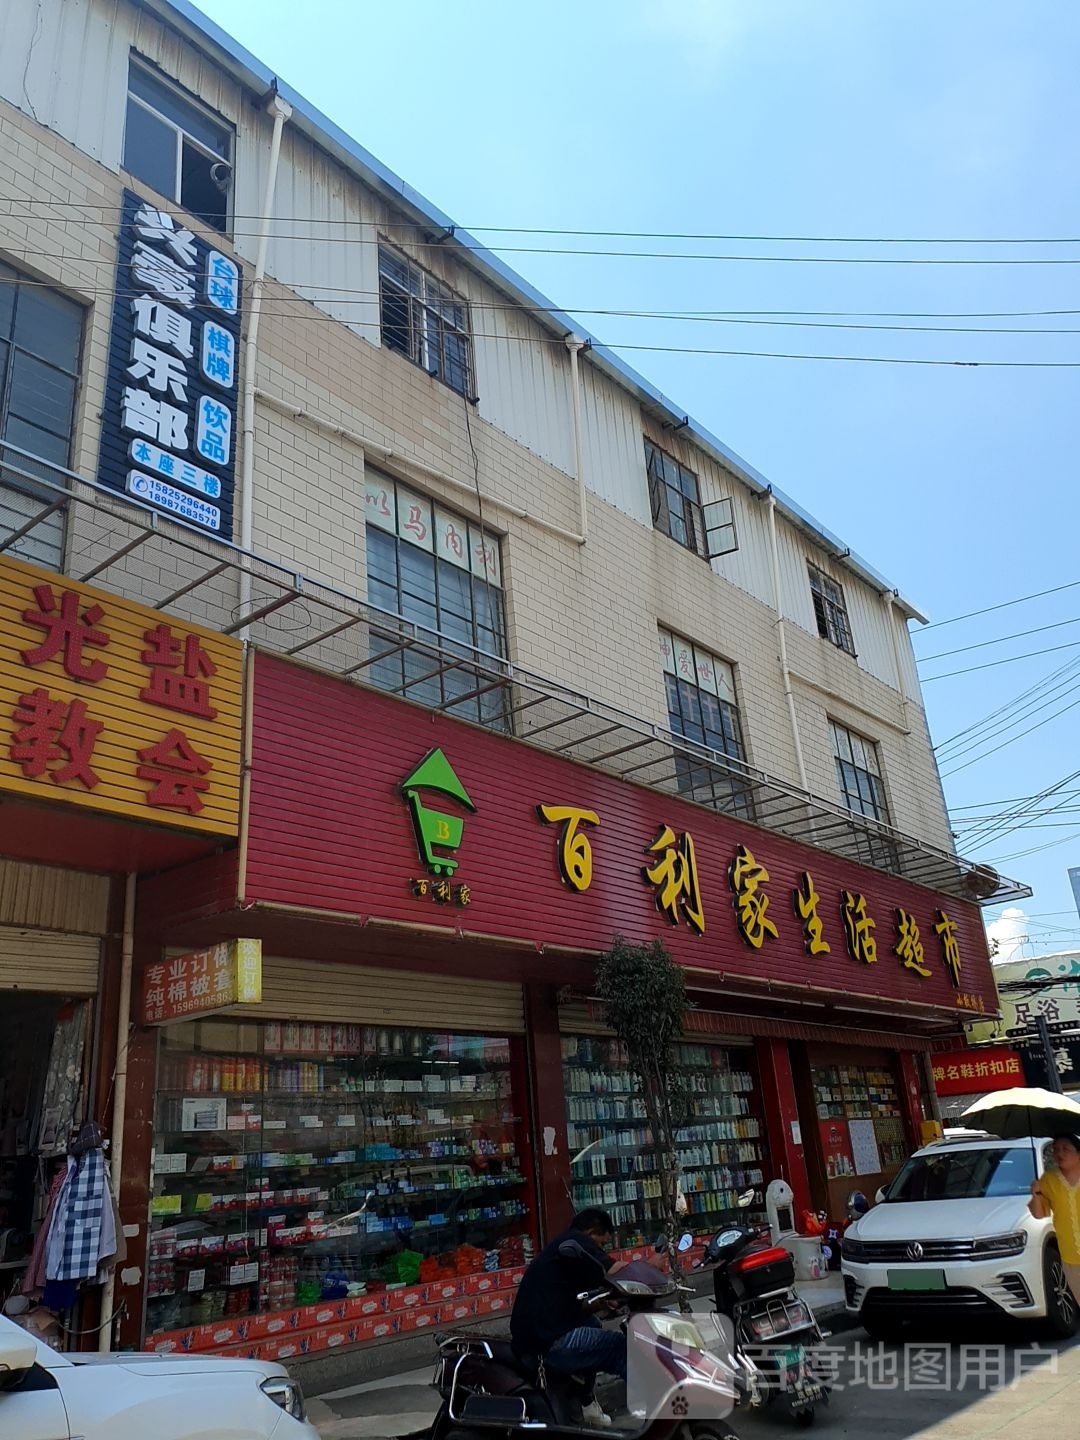 兴豪俱乐部
台球
棋牌
饮品
本座三楼
15825296440
18987683578
以马内利
神爱世人
光盐
教会
B
百利家
百利家生活超市
专业订做
纯棉被套
足浴
牌名鞋折扣店
百度地图用户